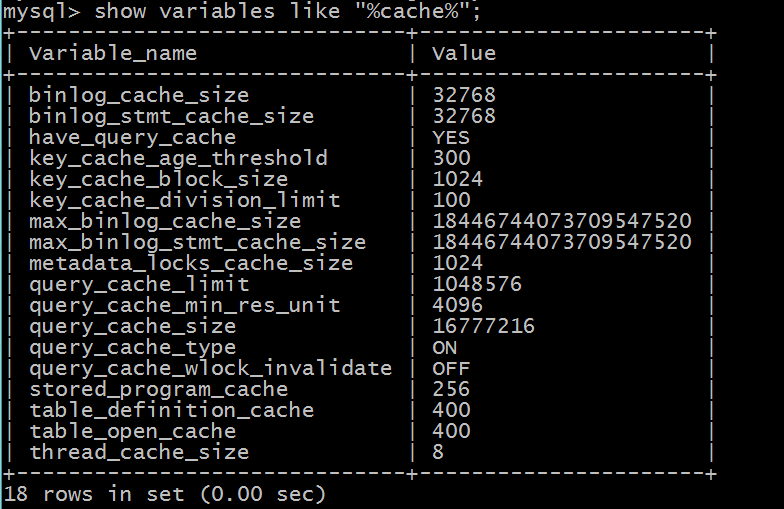 mysql> show variables like "%cache%";
+------------------------------+----------------------+
| Variable_name                | Value                |
+------------------------------+----------------------+
| binlog_cache_size            | 32768                |
| binlog_stmt_cache_size       | 32768                |
| have_query_cache             | YES                  |
| key_cache_age_threshold      | 300                  |
| key_cache_block_size         | 1024                 |
| key_cache_division_limit     | 100                  |
| max_binlog_cache_size        | 18446744073709547520 |
| max_binlog_stmt_cache_size   | 18446744073709547520 |
| metadata_locks_cache_size    | 1024                 |
| query_cache_limit            | 1048576              |
| query_cache_min_res_unit     | 4096                 |
| query_cache_size             | 16777216             |
| query_cache_type             | ON                   |
| query_cache_wlock_invalidate | OFF                  |
| stored_program_cache         | 256                  |
| table_definition_cache       | 400                  |
| table_open_cache             | 400                  |
| thread_cache_size            | 8                    |
+------------------------------+----------------------+
18 rows in set (0.00 sec)